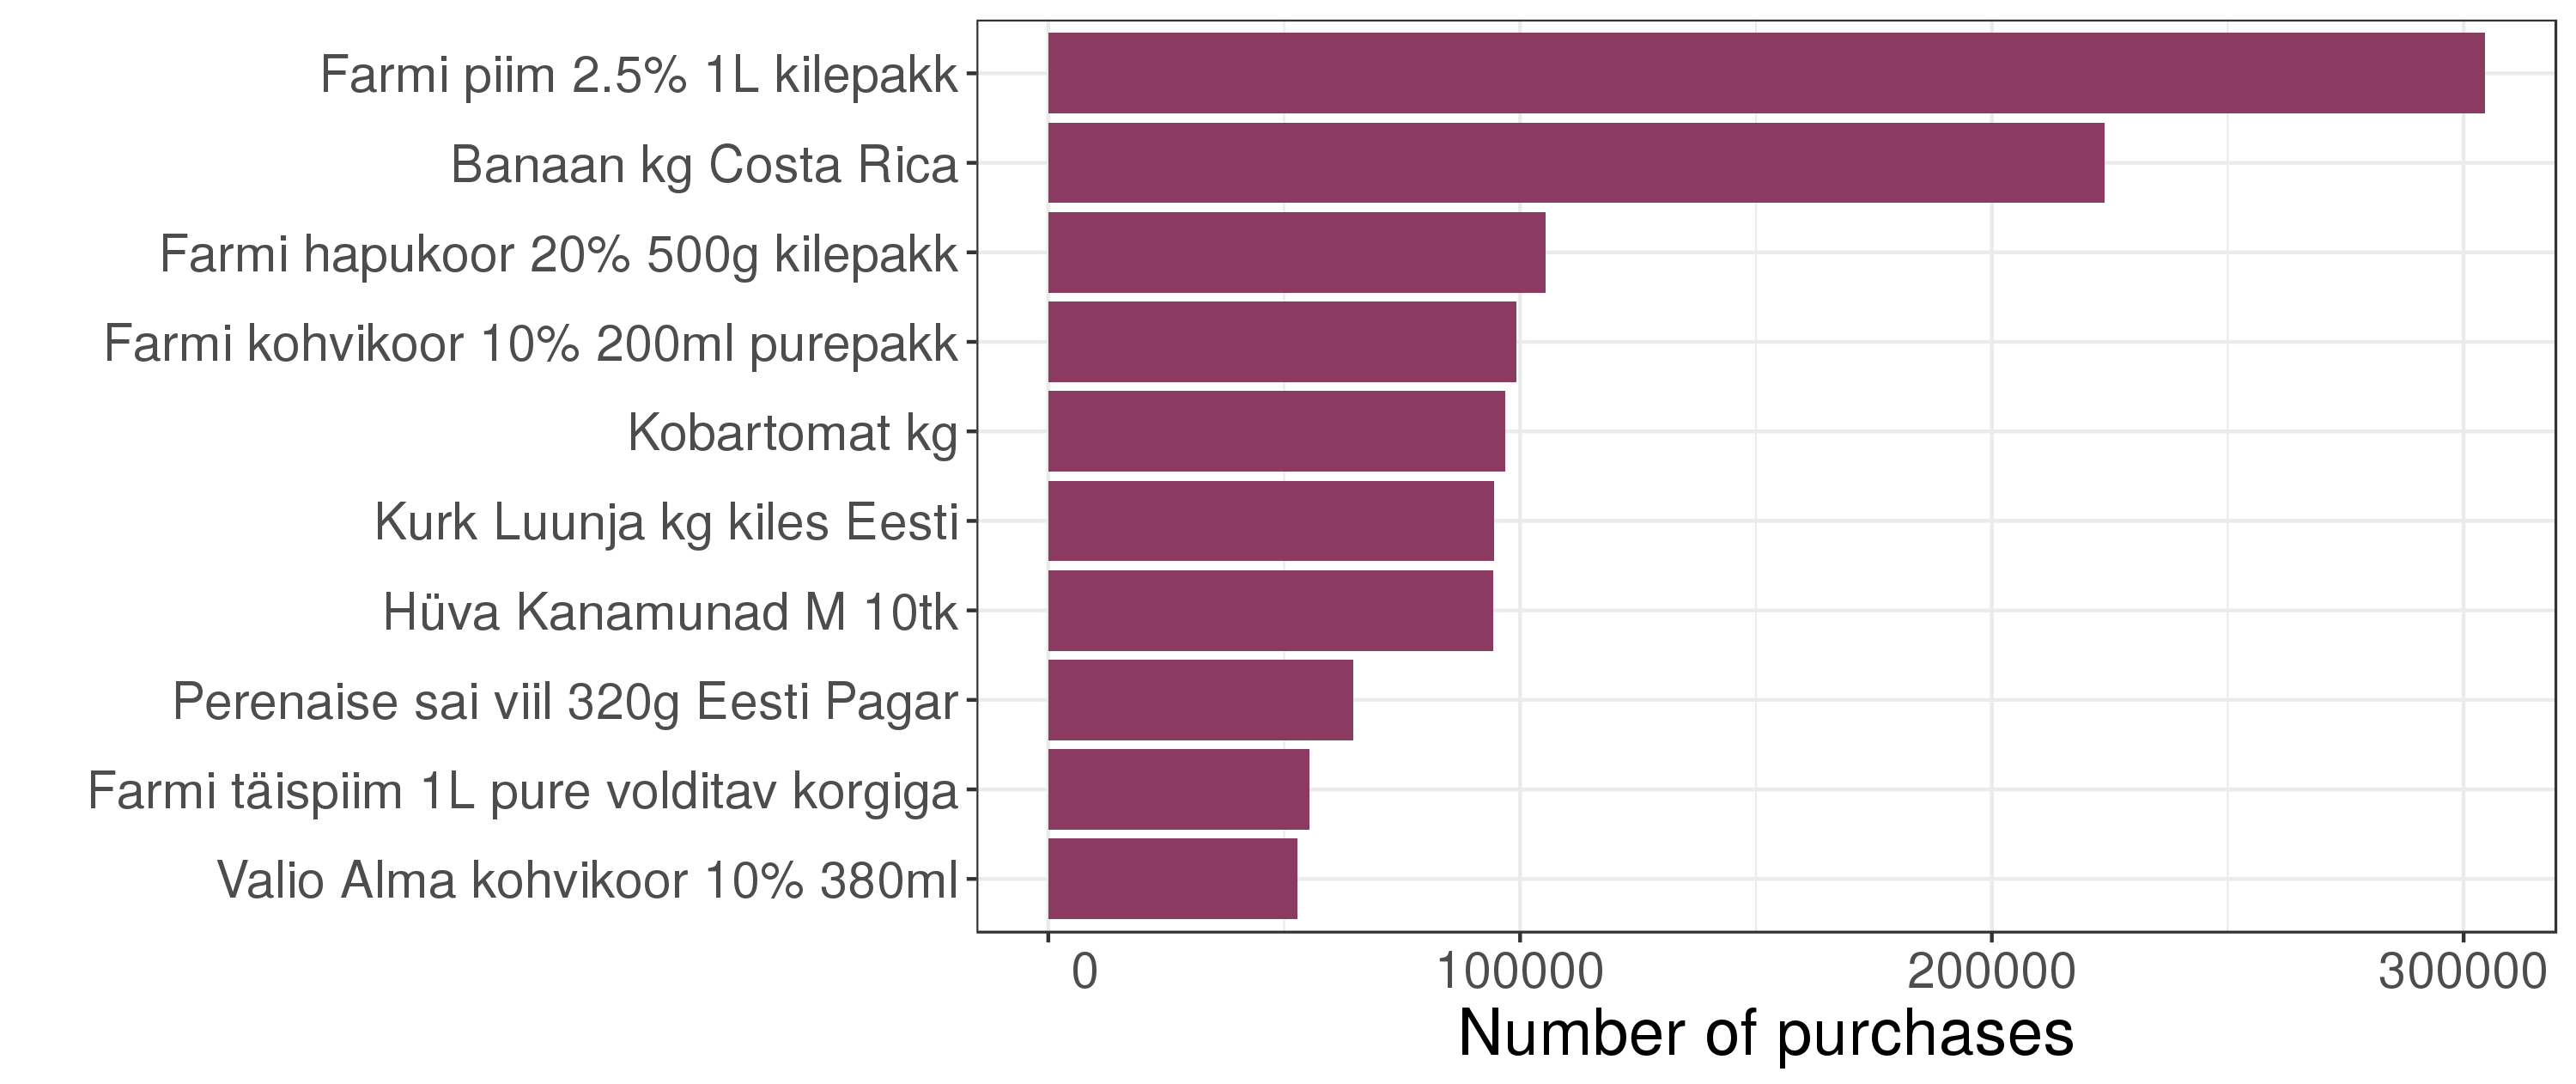 Farmi piim 2.5% 1L kilepakk
Banaan kg Costa Rica
Farmi hapukoor 20% 500g kilepakk
Farmi kohvikoor 10% 200ml purepakk
Kobartomat kg
Kurk Luunja kg kiles Eesti
Hüva Kanamunad M 10tk
Perenaise sai viil 320g Eesti Pagar
Farmi täispiim 1L pure volditav korgiga
Valio Alma kohvikoor 10% 380ml
0 100000 200000 300000
Number of purchases